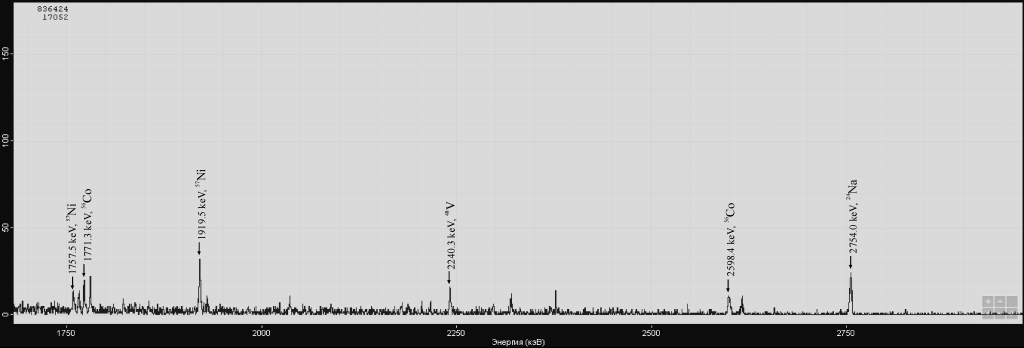 836424
17052
150
100
50
0
1757.5 keV, ⁵⁷Ni
1771.3 keV, ⁵⁶Co
1919.5 keV, ⁵⁷Ni
2240.3 keV, ⁴⁸V
2598.4 keV, ⁵⁶Co
2754.0 keV, ²⁴Na
1750
2000
2250
2500
2750
Энергия (кэВ)